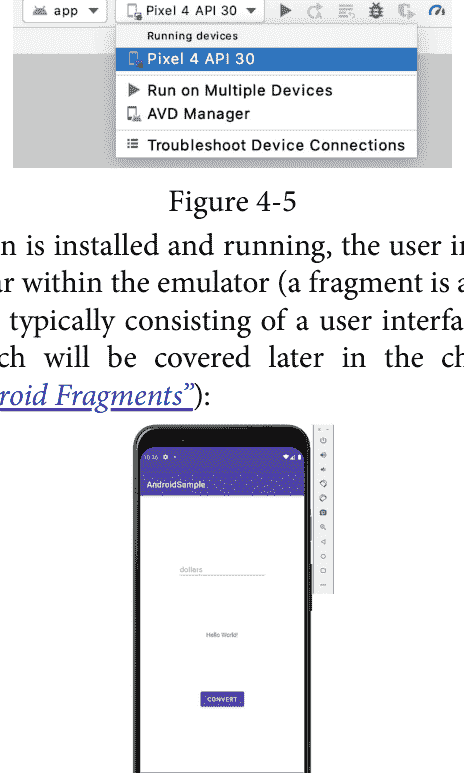 app Pixel 4 API 30
Running devices
Pixel 4 API 30
Run on Multiple Devices
AVD Manager
Troubleshoot Device Connections
Figure 4-5
n is installed and running, the user in
ar within the emulator (a fragment is a
typically consisting of a user interfa
ch will be covered later in the ch
roid Fragments”):
AndroidSample
dollars
Hello World!
CONVERT